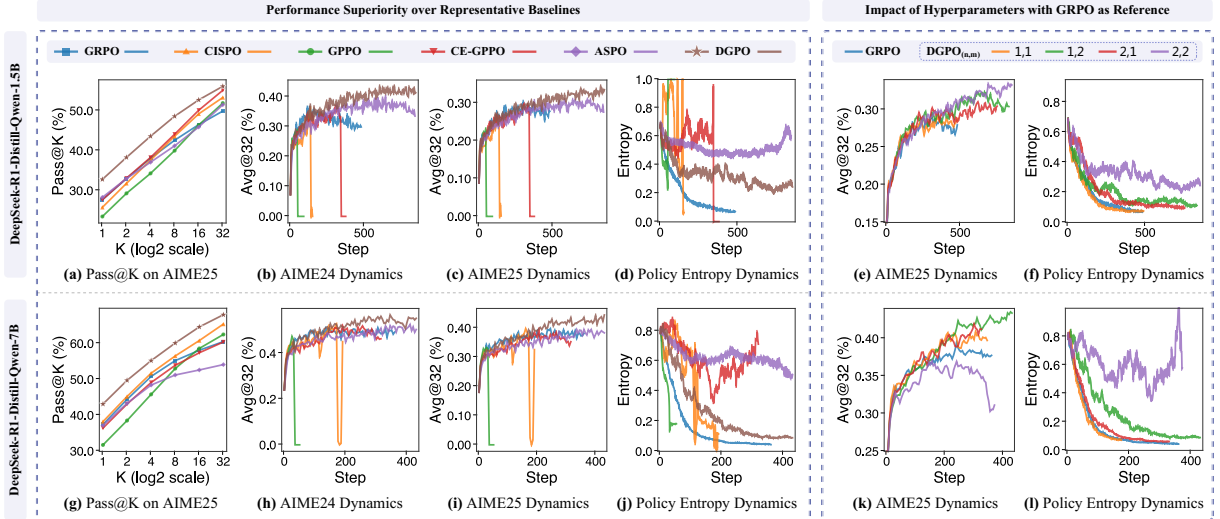 Performance Superiority over Representative Baselines
Impact of Hyperparameters with GRPO as Reference
GRPO CISPO GPPO CE-GPPO ASPO DGPO
GRPO DGPO(n,m) 1,1 1,2 2,1 2,2
DeepSeek-R1-Distill-Qwen-1.5B
Pass@K (%)
50.0
40.0
30.0
1 2 4 8 16 32
K (log2 scale)
(a) Pass@K on AIME25
Avg@32 (%)
0.40
0.30
0.20
0.10
0.00
0 500
Step
(b) AIME24 Dynamics
Avg@32 (%)
0.30
0.20
0.10
0.00
0 500
Step
(c) AIME25 Dynamics
Entropy
1.0
0.8
0.6
0.4
0.2
0.0
0 500
Step
(d) Policy Entropy Dynamics
Avg@32 (%)
0.30
0.25
0.20
0.15
0 500
Step
(e) AIME25 Dynamics
Entropy
1.0
0.8
0.6
0.4
0.2
0.0
0 500
Step
(f) Policy Entropy Dynamics
DeepSeek-R1-Distill-Qwen-7B
Pass@K (%)
60.0
50.0
40.0
30.0
1 2 4 8 16 32
K (log2 scale)
(g) Pass@K on AIME25
Avg@32 (%)
0.4
0.2
0.0
0 200 400
Step
(h) AIME24 Dynamics
Avg@32 (%)
0.40
0.30
0.20
0.10
0.00
0 200 400
Step
(i) AIME25 Dynamics
Entropy
1.0
0.8
0.6
0.4
0.2
0.0
0 200 400
Step
(j) Policy Entropy Dynamics
Avg@32 (%)
0.40
0.35
0.30
0.25
0 200 400
Step
(k) AIME25 Dynamics
Entropy
1.0
0.8
0.6
0.4
0.2
0.0
0 200 400
Step
(l) Policy Entropy Dynamics